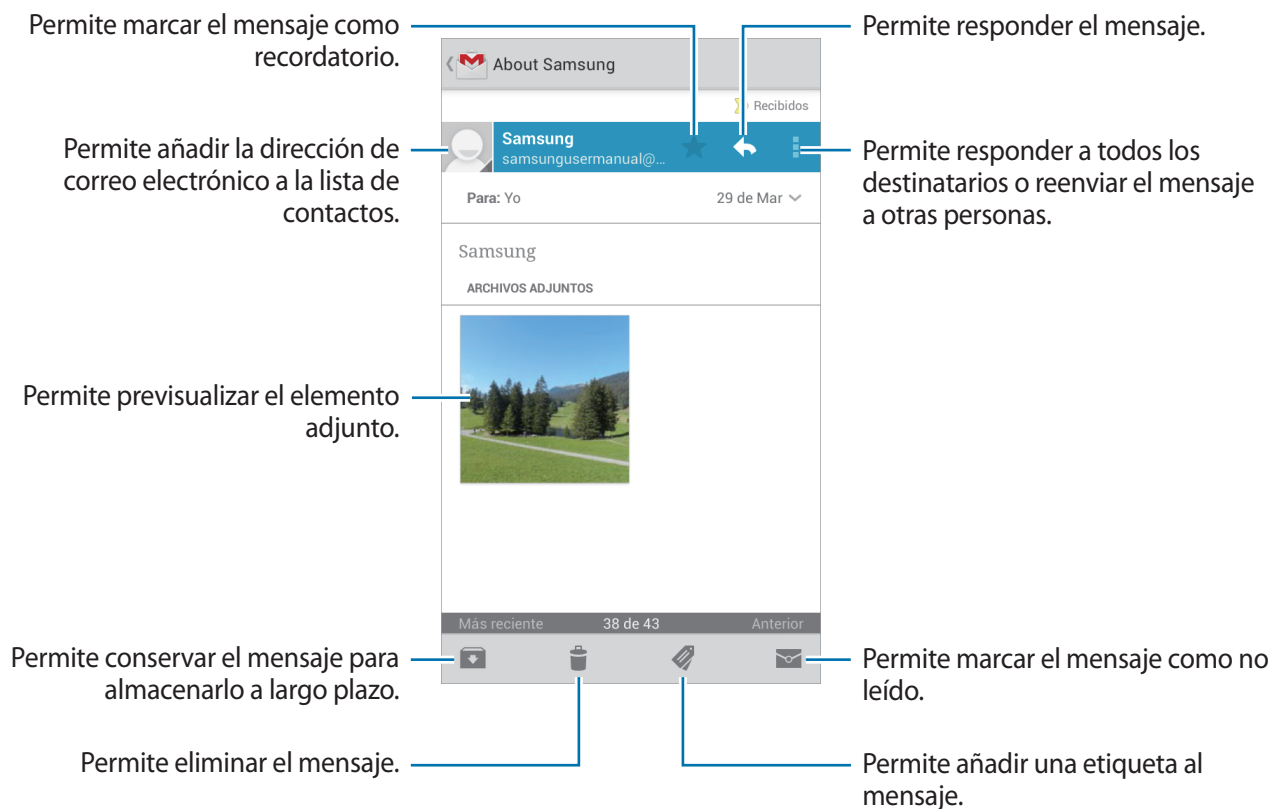 Permite marcar el mensaje como
recordatorio.
Permite responder el mensaje.
About Samsung
Recibidos
Permite añadir la dirección de
correo electrónico a la lista de
contactos.
Samsung
samsungusermanual@...
Permite responder a todos los
destinatarios o reenviar el mensaje
a otras personas.
Para: Yo
29 de Mar
Samsung
ARCHIVOS ADJUNTOS
Permite previsualizar el elemento
adjunto.
Más reciente
38 de 43
Anterior
Permite conservar el mensaje para
almacenarlo a largo plazo.
Permite marcar el mensaje como no
leído.
Permite eliminar el mensaje.
Permite añadir una etiqueta al
mensaje.